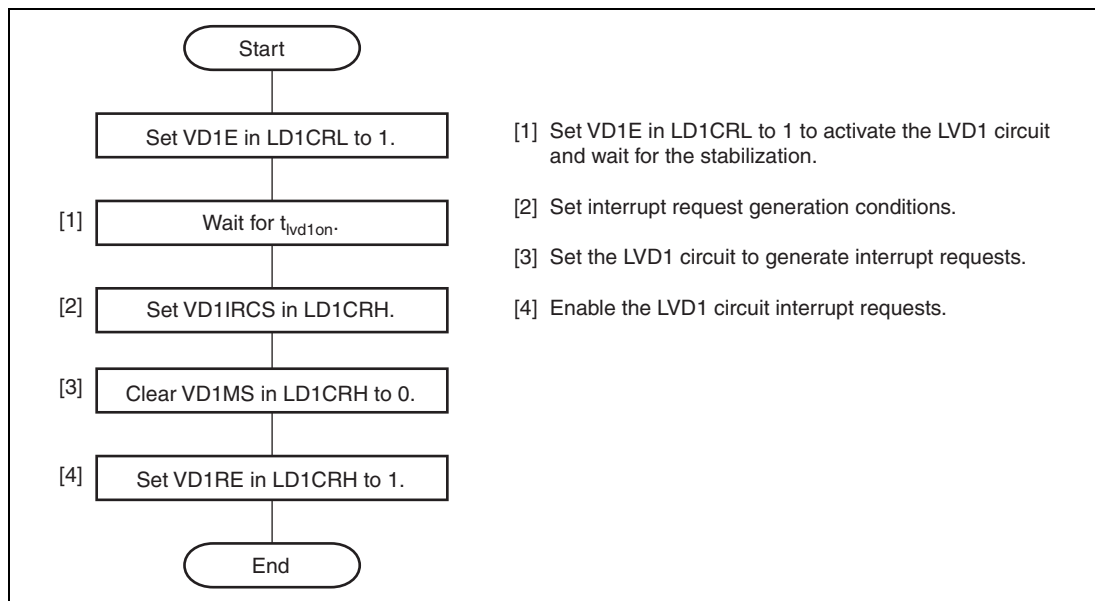 Start
Set VD1E in LD1CRL to 1.
[1] Wait for tlvd1on.
[2] Set VD1IRCS in LD1CRH.
[3] Clear VD1MS in LD1CRH to 0.
[4] Set VD1RE in LD1CRH to 1.
End
[1] Set VD1E in LD1CRL to 1 to activate the LVD1 circuit
and wait for the stabilization.
[2] Set interrupt request generation conditions.
[3] Set the LVD1 circuit to generate interrupt requests.
[4] Enable the LVD1 circuit interrupt requests.